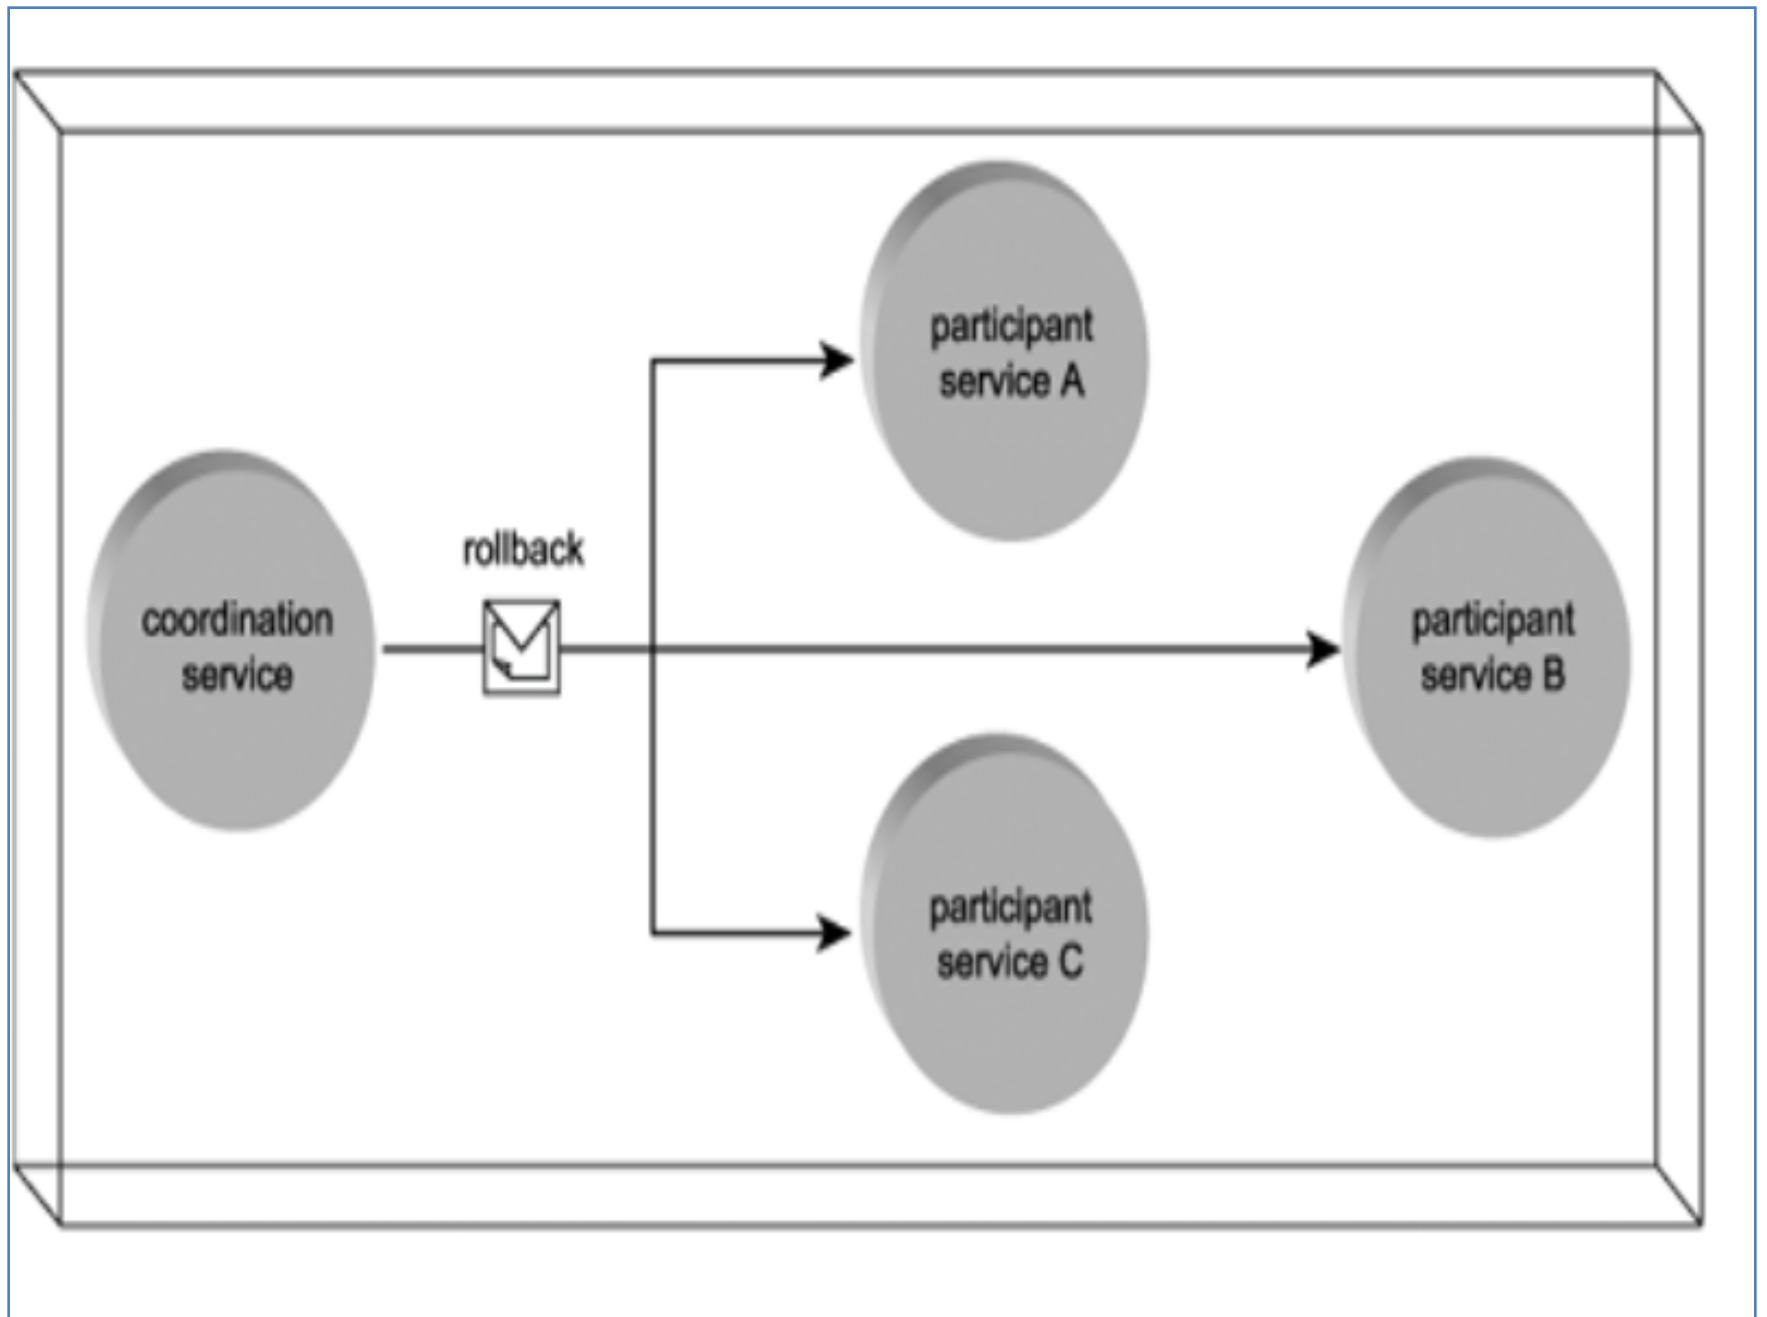 participant
service A
rollback
coordination
service
participant
service B
participant
service C